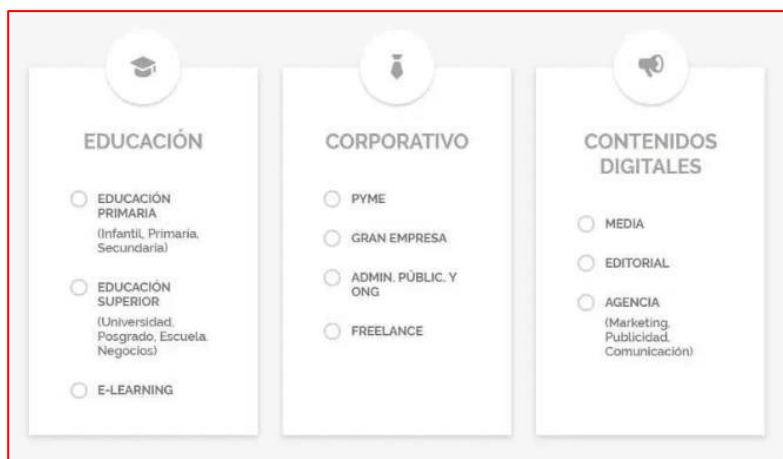 EDUCACIÓN
EDUCACIÓN
PRIMARIA
(Infantil, Primaria,
Secundaria)
EDUCACIÓN
SUPERIOR
(Universidad,
Posgrado, Escuela
Negocios)
E-LEARNING
CORPORATIVO
PYME
GRAN EMPRESA
ADMIN. PÚBLIC. Y
ONG
FREELANCE
CONTENIDOS
DIGITALES
MEDIA
EDITORIAL
AGENCIA
(Marketing,
Publicidad,
Comunicación)